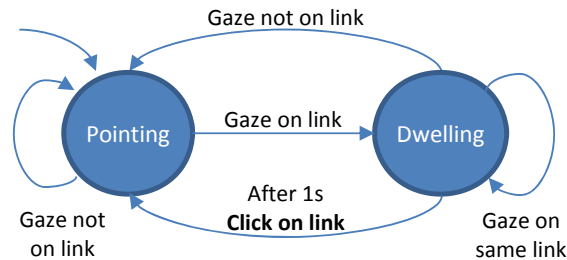 Gaze not on link
Pointing
Gaze on link
Dwelling
After 1s
Click on link
Gaze not
on link
Gaze on
same link